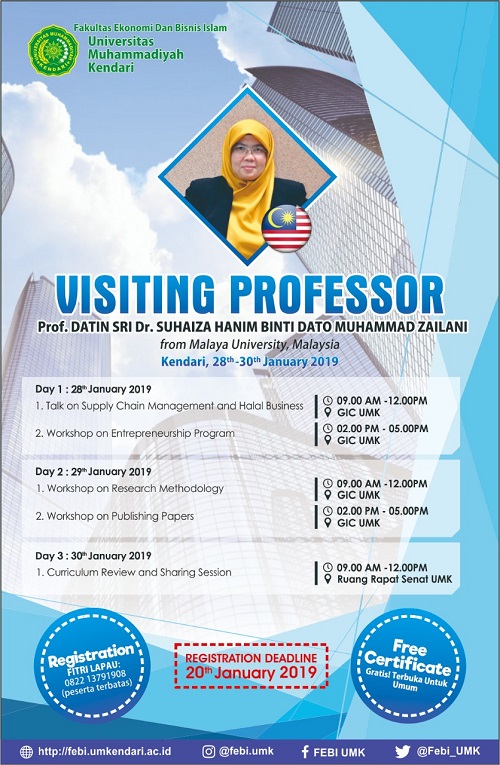 Fakultas Ekonomi Dan Bisnis Islam
Universitas
Muhammadiyah
Kendari
VISITING PROFESSOR
Prof. DATIN SRI Dr. SUHAIZA HANIM BINTI DATO MUHAMMAD ZAILANI
from Malaya University, Malaysia
Kendari, 28th -30th January 2019
Day 1 : 28th January 2019
1. Talk on Supply Chain Management and Halal Business
09.00 AM -12.00PM
GIC UMK
2. Workshop on Entrepreneurship Program
02.00 PM - 05.00PM
GIC UMK
Day 2 : 29th January 2019
1. Workshop on Research Methodology
09.00 AM -12.00PM
GIC UMK
2. Workshop on Publishing Papers
02.00 PM - 05.00PM
GIC UMK
Day 3 : 30th January 2019
1. Curriculum Review and Sharing Session
09.00 AM -12.00PM
Ruang Rapat Senat UMK
Registration
FITRI LAPAU:
0822 13791908
(peserta terbatas)
REGISTRATION DEADLINE
20th January 2019
Free
Certificate
Gratis! Terbuka Untuk
Umum
http://febi.umkendari.ac.id
@febi.umk
FEBI UMK
@Febi_UMK